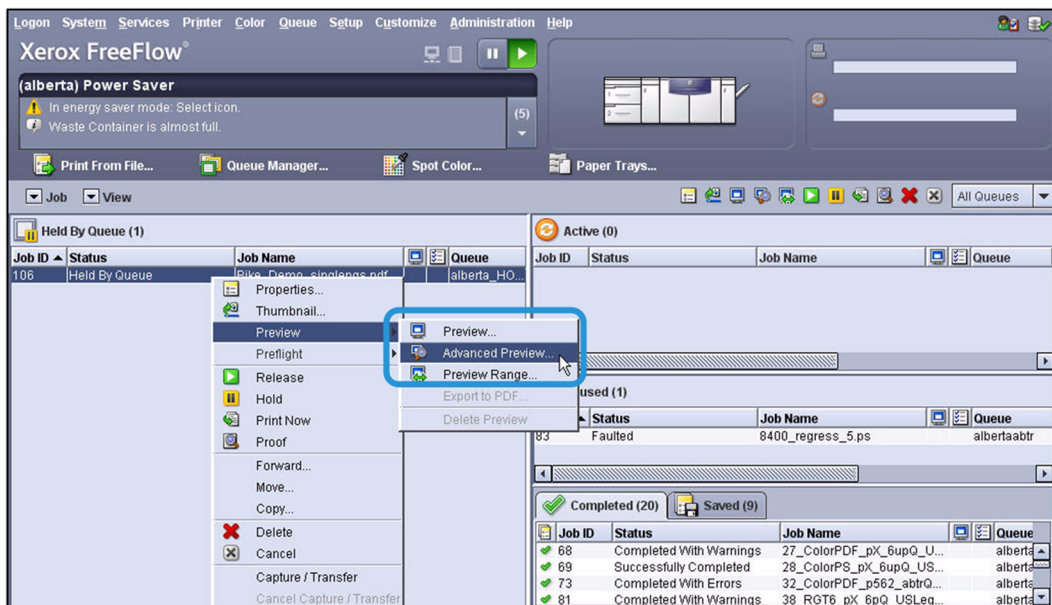 Logon System Services Printer Color Queue Setup Customize Administration Help
Xerox FreeFlow®
(alberta) Power Saver
In energy saver mode: Select icon.
Waste Container is almost full.
(5)
Print From File... Queue Manager... Spot Color... Paper Trays...
Job View All Queues
Held By Queue (1)
Job ID Status Job Name Queue
106 Held By Queue Bike_Demo_singlepgs.pdf alberta_HO...
Properties...
Thumbnail...
Preview
Preflight
Release
Hold
Print Now
Proof
Forward...
Move...
Copy...
Delete
Cancel
Capture / Transfer
Cancel Capture / Transfer
Preview...
Advanced Preview...
Preview Range...
Export to PDF...
Delete Preview
Active (0)
Job ID Status Job Name Queue
used (1)
Status Job Name Queue
83 Faulted 8400_regress_5.ps albertaabtr
Completed (20) Saved (9)
Job ID Status Job Name Queue
68 Completed With Warnings 27_ColorPDF_pX_6upQ_U... alberta
69 Successfully Completed 28_ColorPS_pX_6upQ_US... alberta
73 Completed With Errors 32_ColorPDF_p562_abtrQ... alberta
81 Completed With Warnings 38_RGT6_pX_6pQ_USLeg... alberta